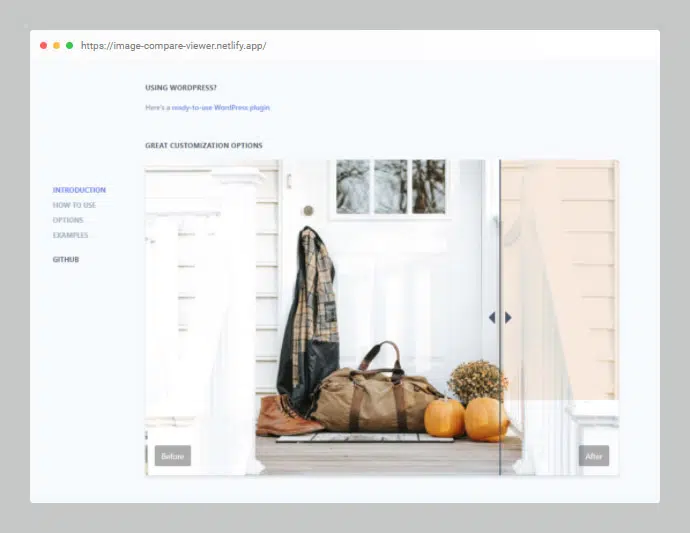 https://image-compare-viewer.netlify.app/
USING WORDPRESS?
Here's a ready-to-use WordPress plugin
GREAT CUSTOMIZATION OPTIONS
INTRODUCTION
HOW TO USE
OPTIONS
EXAMPLES
GITHUB
Before
After